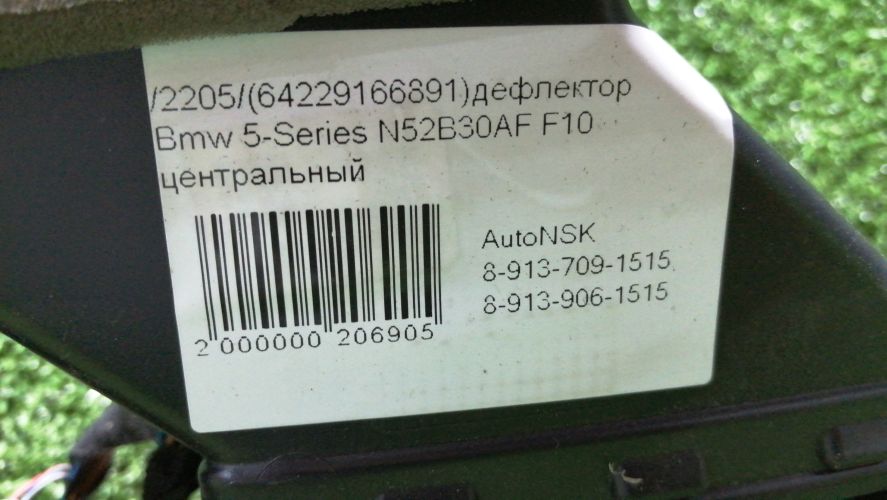 /2205/(64229166891)дефлектор
Bmw 5-Series N52B30AF F10
центральный
AutoNSK
8-913-709-1515
8-913-906-1515
2 000000 206905